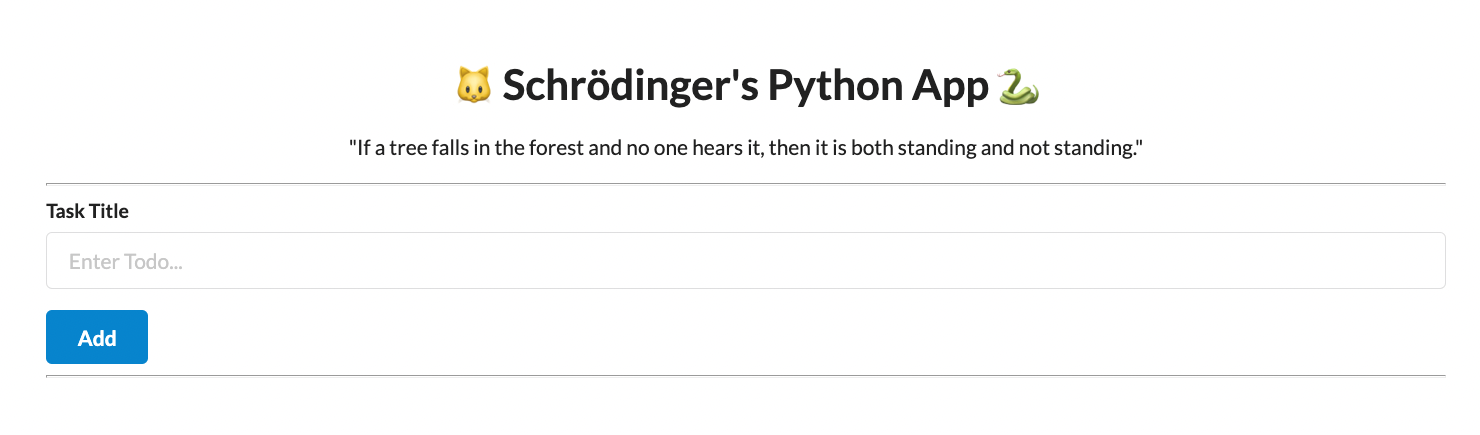 🐱 Schrödinger's Python App 🐍
"If a tree falls in the forest and no one hears it, then it is both standing and not standing."
Task Title
Enter Todo...
Add